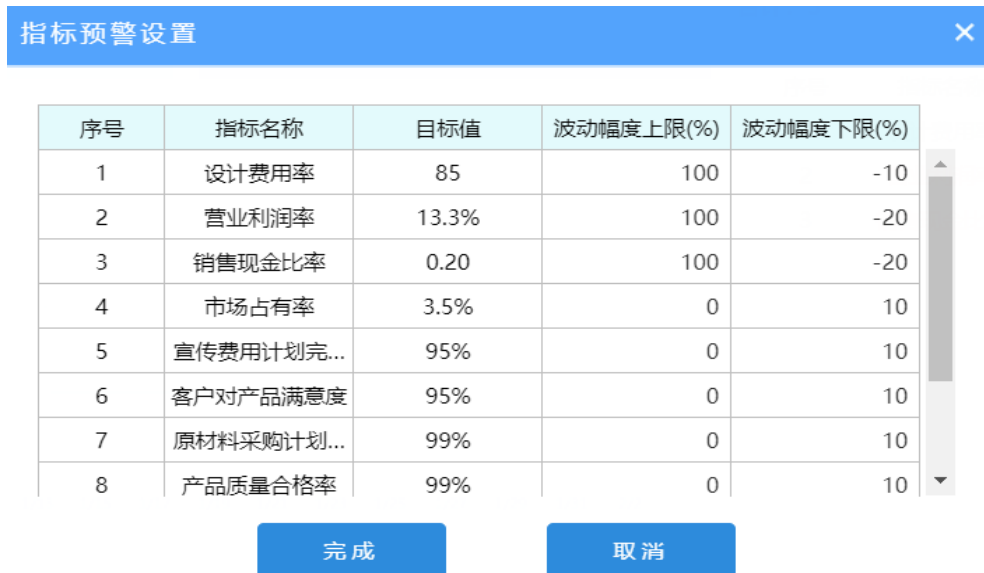 指标预警设置
序号 指标名称 目标值 波动幅度上限(%) 波动幅度下限(%)
1 设计费用率 85 100 -10
2 营业利润率 13.3% 100 -20
3 销售现金比率 0.20 100 -20
4 市场占有率 3.5% 0 10
5 宣传费用计划完... 95% 0 10
6 客户对产品满意度 95% 0 10
7 原材料采购计划... 99% 0 10
8 产品质量合格率 99% 0 10
完成 取消